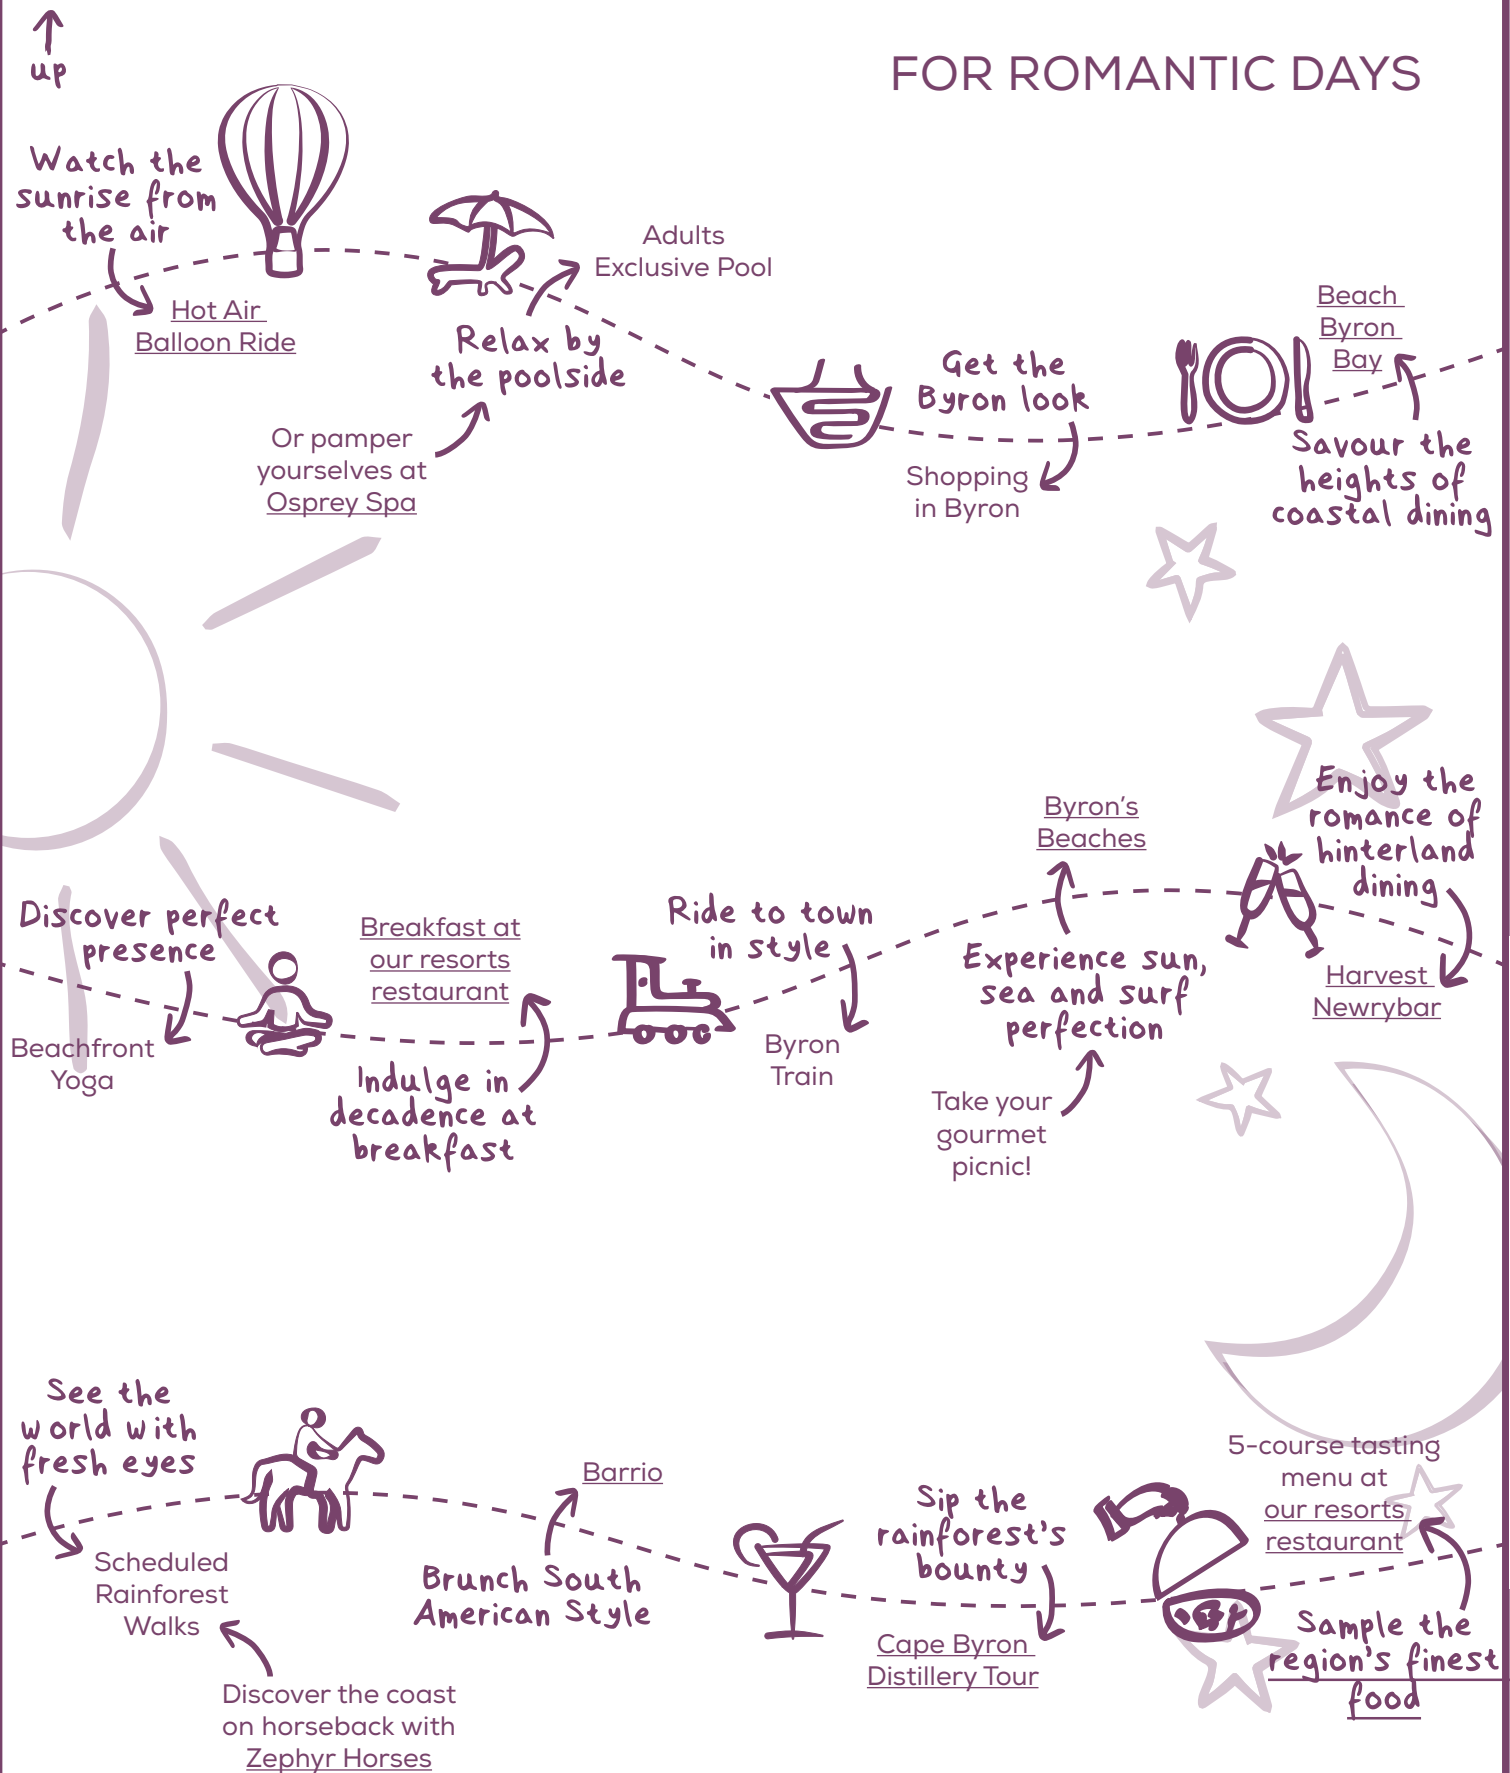 up
FOR ROMANTIC DAYS
Watch the
sunrise from
the air
Hot Air
Balloon Ride
Adults
Exclusive Pool
Relax by
the poolside
Or pamper
yourselves at
Osprey Spa
Get the
Byron look
Shopping
in Byron
Beach
Byron
Bay
Savour the
heights of
coastal dining
Discover perfect
presence
Beachfront
Yoga
Breakfast at
our resorts
restaurant
Indulge in
decadence at
breakfast
Ride to town
in style
Byron
Train
Byron's
Beaches
Experience sun,
sea and surf
perfection
Take your
gourmet
picnic!
Enjoy the
romance of
hinterland
dining
Harvest
Newrybar
See the
world with
fresh eyes
Scheduled
Rainforest
Walks
Discover the coast
on horseback with
Zephyr Horses
Barrio
Brunch South
American Style
Sip the
rainforest's
bounty
Cape Byron
Distillery Tour
5-course tasting
menu at
our resorts
restaurant
Sample the
region's finest
food